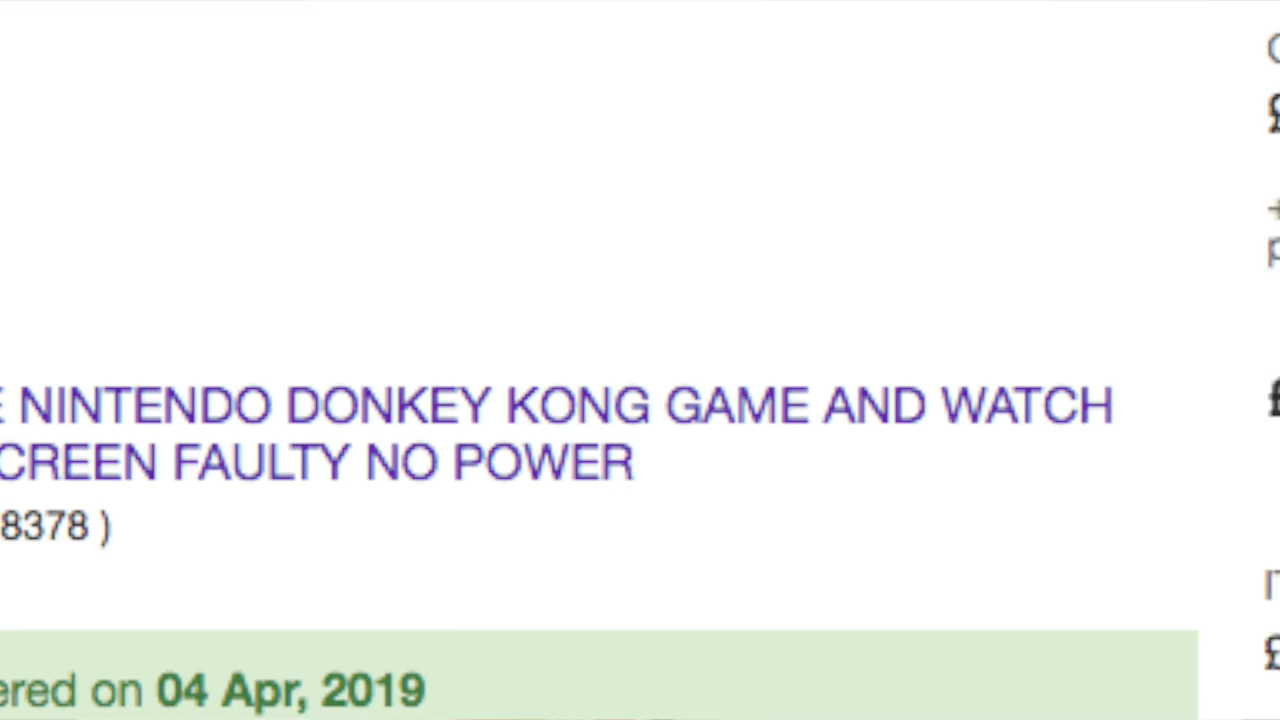 NINTENDO DONKEY KONG GAME AND WATCH
CREEN FAULTY NO POWER
8378 )
ered on 04 Apr, 2019
£
£
£